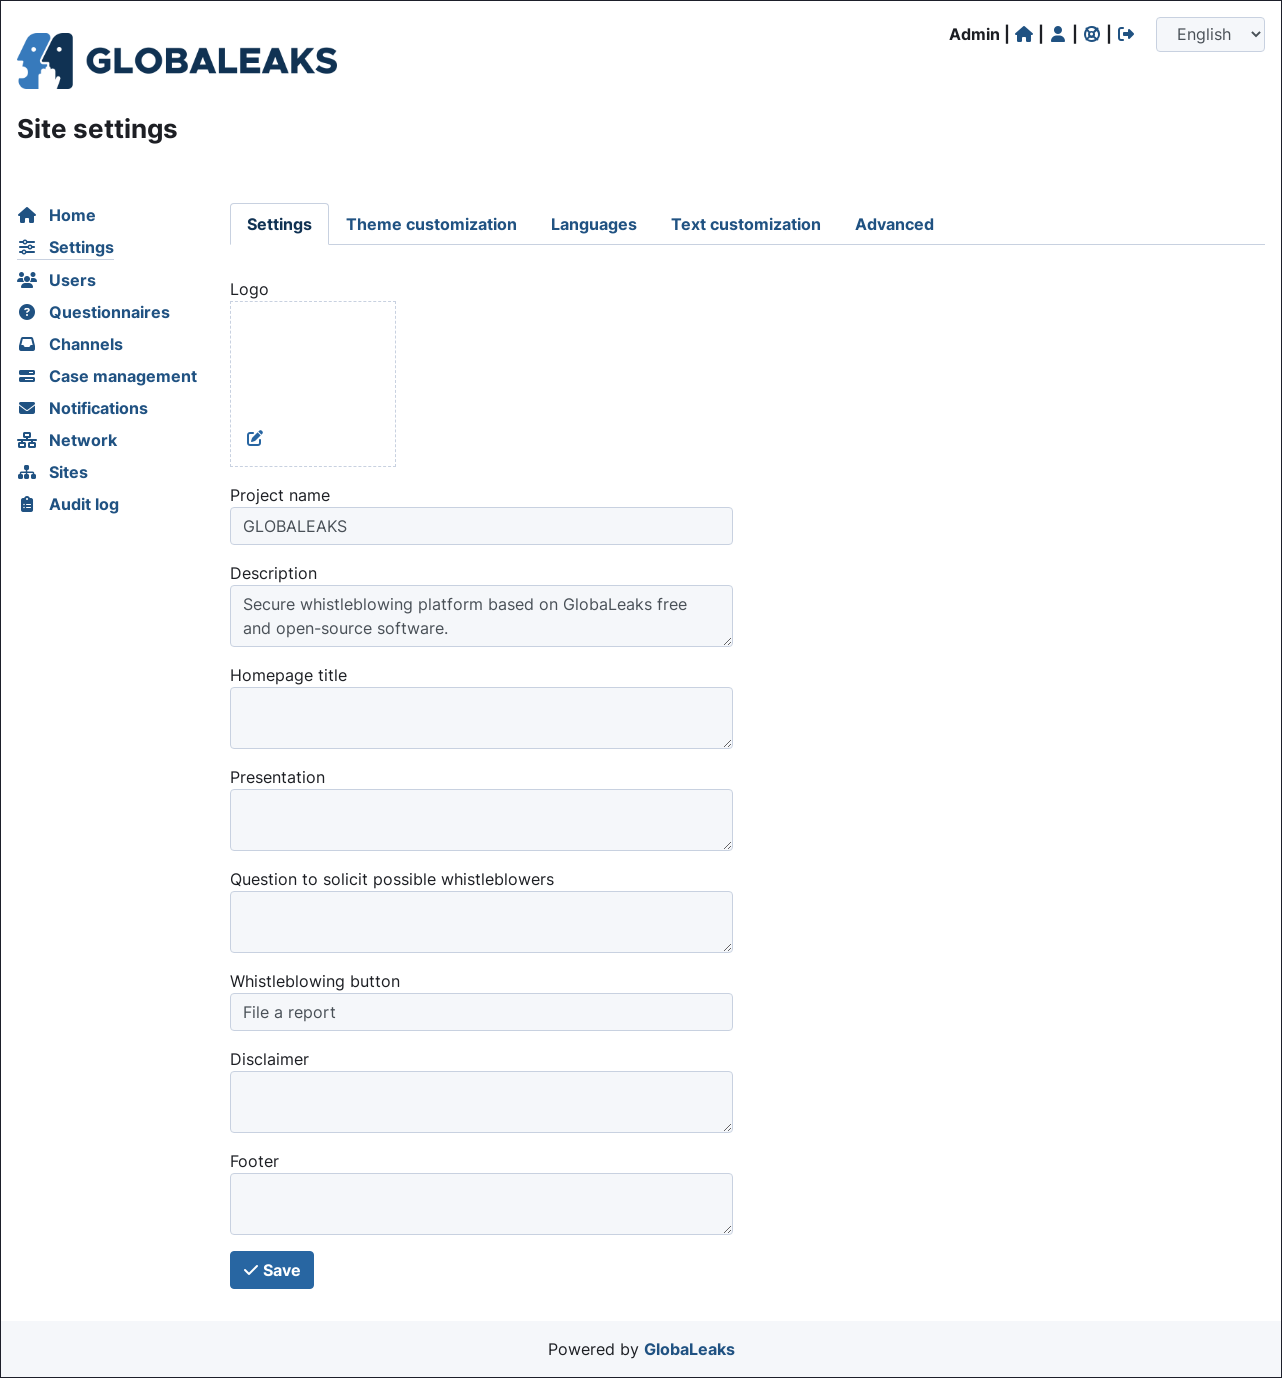 GLOBALEAKS
Admin | | | |
English
Site settings
Home
Settings
Users
Questionnaires
Channels
Case management
Notifications
Network
Sites
Audit log
Settings Theme customization Languages Text customization Advanced
Logo
Project name
GLOBALEAKS
Description
Secure whistleblowing platform based on GlobaLeaks free
and open-source software.
Homepage title
Presentation
Question to solicit possible whistleblowers
Whistleblowing button
File a report
Disclaimer
Footer
Save
Powered by GlobaLeaks